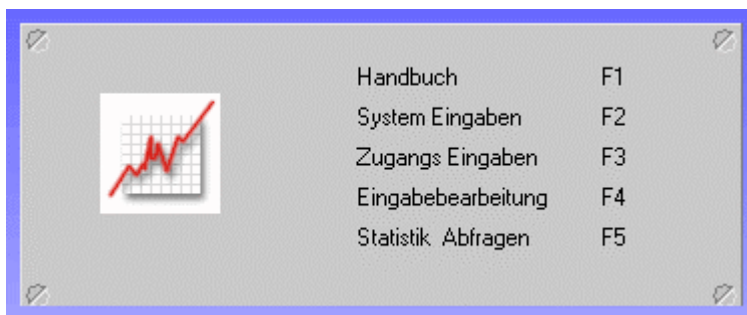 Handbuch F1
System Eingaben F2
Zugangs Eingaben F3
Eingabebearbeitung F4
Statistik Abfragen F5